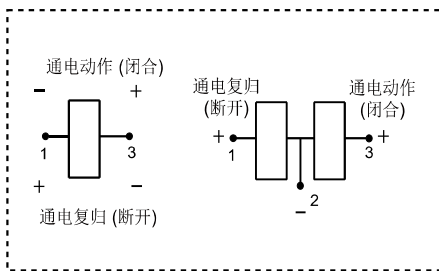 通电动作 (闭合)
− +
1 3
+ −
通电复归 (断开)
通电复归
(断开)
通电动作
(闭合)
+ 1 3 +
2
−